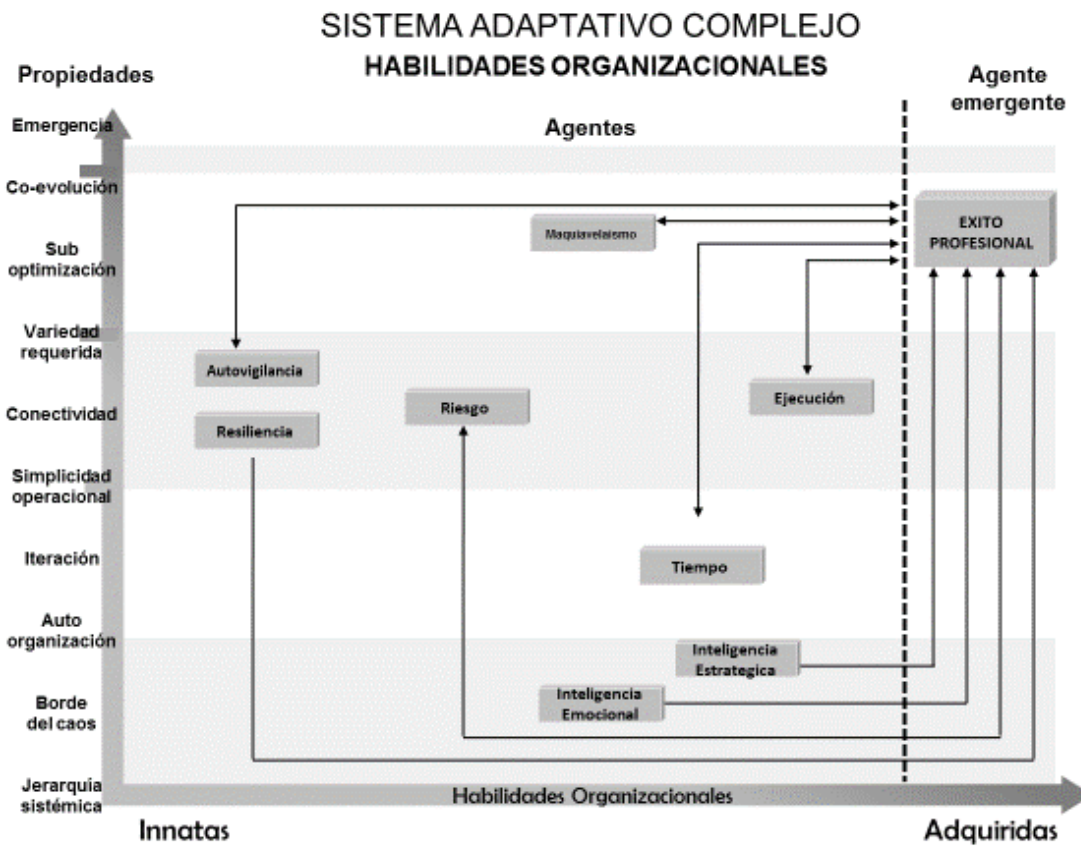 SISTEMA ADAPTATIVO COMPLEJO
HABILIDADES ORGANIZACIONALES
Propiedades
Agente
emergente
Emergencia
Agentes
Co-evolución
EXITO
PROFESIONAL
Maquiavelaismo
Sub
optimización
Variedad
requerida
Autovigilancia
Ejecución
Riesgo
Conectividad
Resiliencia
Simplicidad
operacional
Iteración
Tiempo
Auto
organización
Inteligencia
Estrategica
Inteligencia
Emocional
Borde
del caos
Jerarquía
sistémica
Habilidades Organizacionales
Innatas
Adquiridas